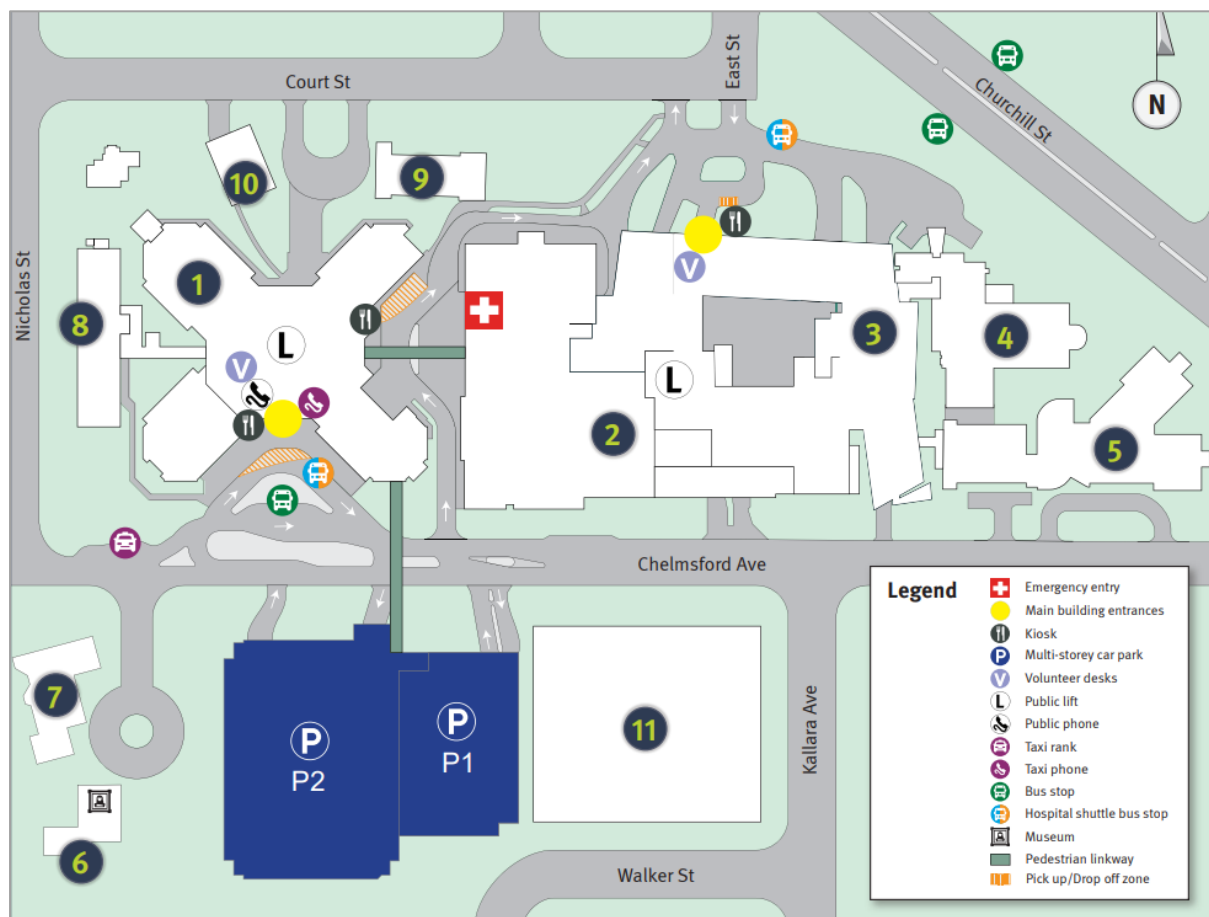 Court St
East St
Churchill St
N
10
9
1
8
Nicholas St
V
3
4
L
V
L
2
5
Chelmsford Ave
7
P
P2
P
P1
11
Kallara Ave
6
Walker St
Legend
Emergency entry
Main building entrances
Kiosk
P
Multi-storey car park
V
Volunteer desks
L
Public lift
Public phone
Taxi rank
Taxi phone
Bus stop
Hospital shuttle bus stop
Museum
Pedestrian linkway
Pick up/Drop off zone